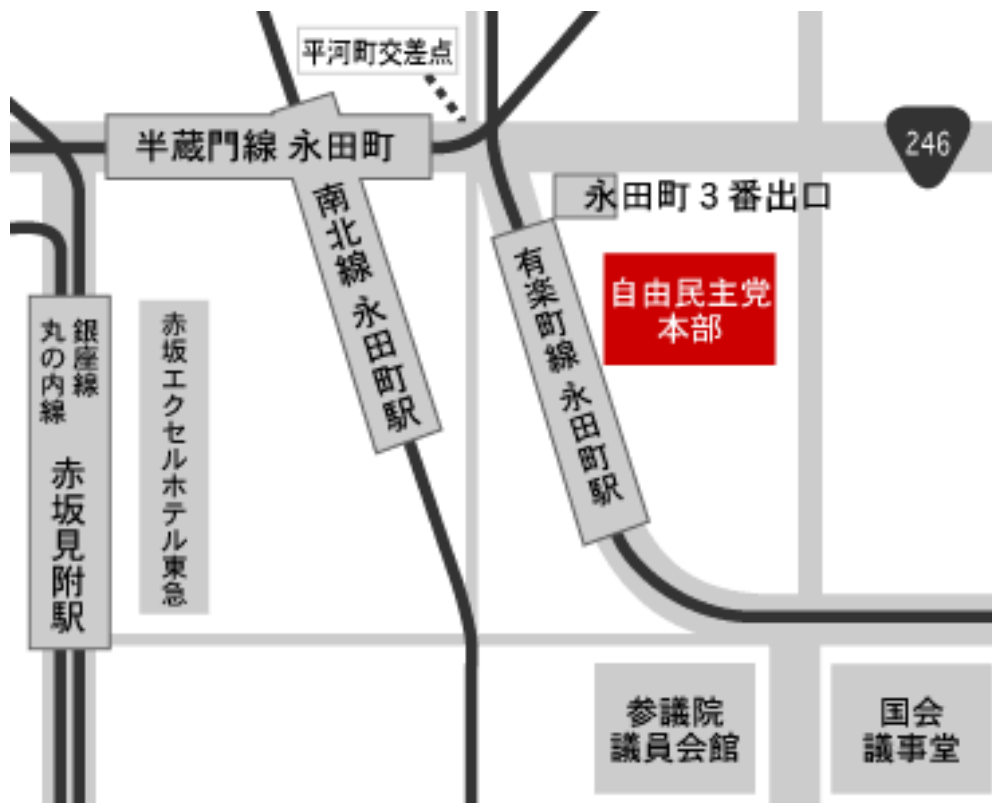 平河町交差点
半蔵門線 永田町
246
永田町3番出口
南北線 永田町駅
有楽町線 永田町駅
自由民主党
本部
銀座線
丸の内線
赤坂見附駅
赤坂エクセルホテル東急
参議院
議員会館
国会
議事堂